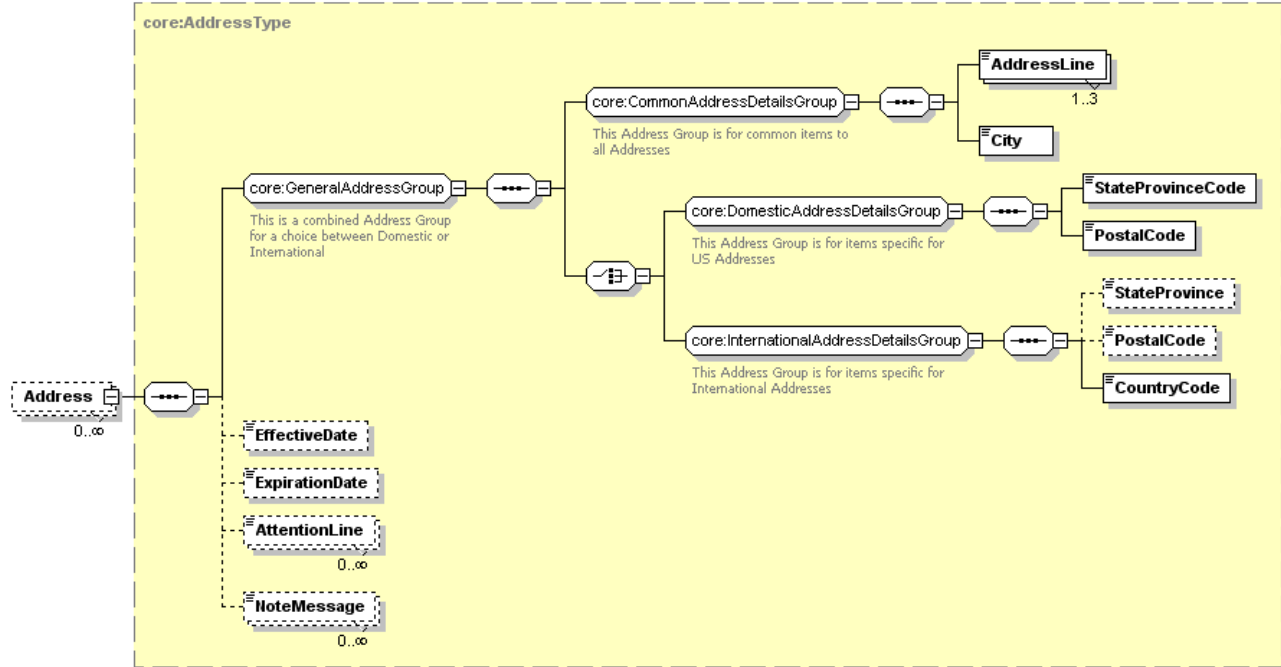 core:AddressType
AddressLine
1..3
core:CommonAddressDetailsGroup
This Address Group is for common items to
all Addresses
City
core:GeneralAddressGroup
This is a combined Address Group
for a choice between Domestic or
International
StateProvinceCode
core:DomesticAddressDetailsGroup
This Address Group is for items specific for
US Addresses
PostalCode
StateProvince
core:InternationalAddressDetailsGroup
This Address Group is for items specific for
International Addresses
PostalCode
CountryCode
Address
0..∞
EffectiveDate
ExpirationDate
AttentionLine
0..∞
NoteMessage
0..∞